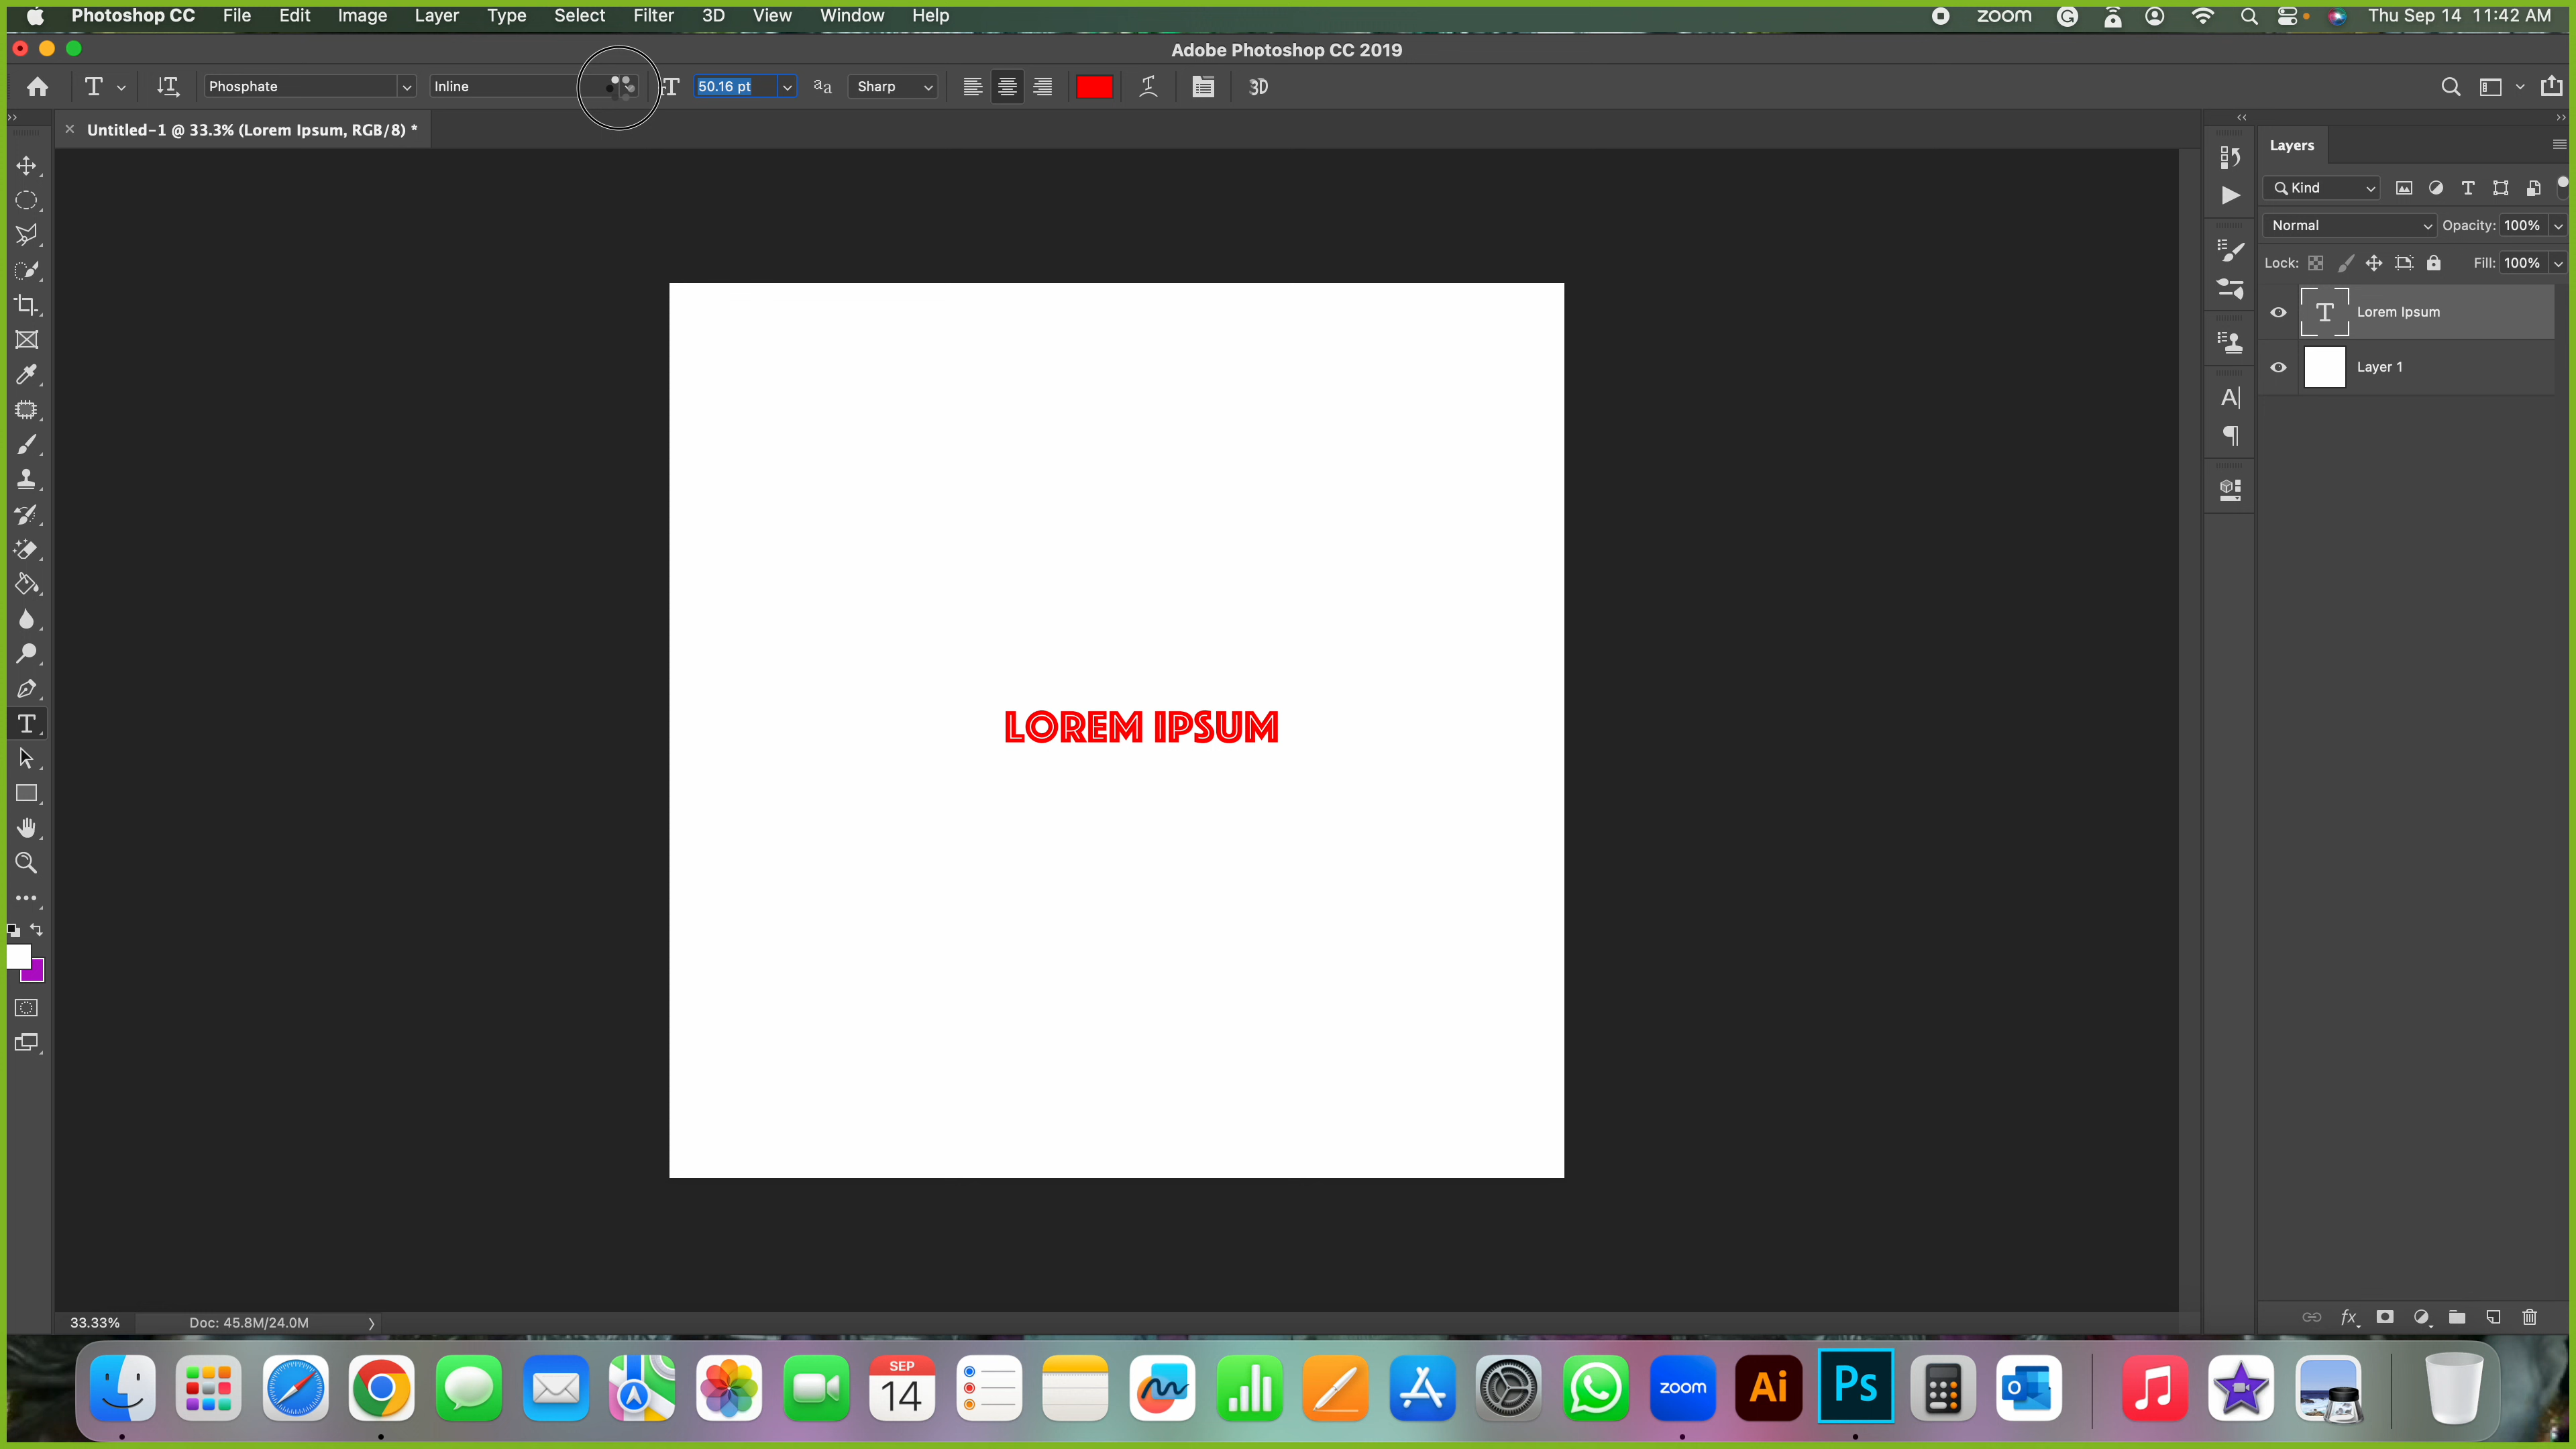 Photoshop CC File Edit Image Layer Type Select Filter 3D View Window Help zoom Thu Sep 14 11:42 AM
Adobe Photoshop CC 2019
Phosphate Inline 50.16 pt Sharp 3D
Untitled-1 @ 33.3% (Lorem Ipsum, RGB/8) *
Layers
Kind
Normal Opacity: 100%
Lock: Fill: 100%
Lorem Ipsum
Layer 1
LOREM IPSUM
33.33% Doc: 45.8M/24.0M
fx
SEP
14
zoom
Ai
Ps